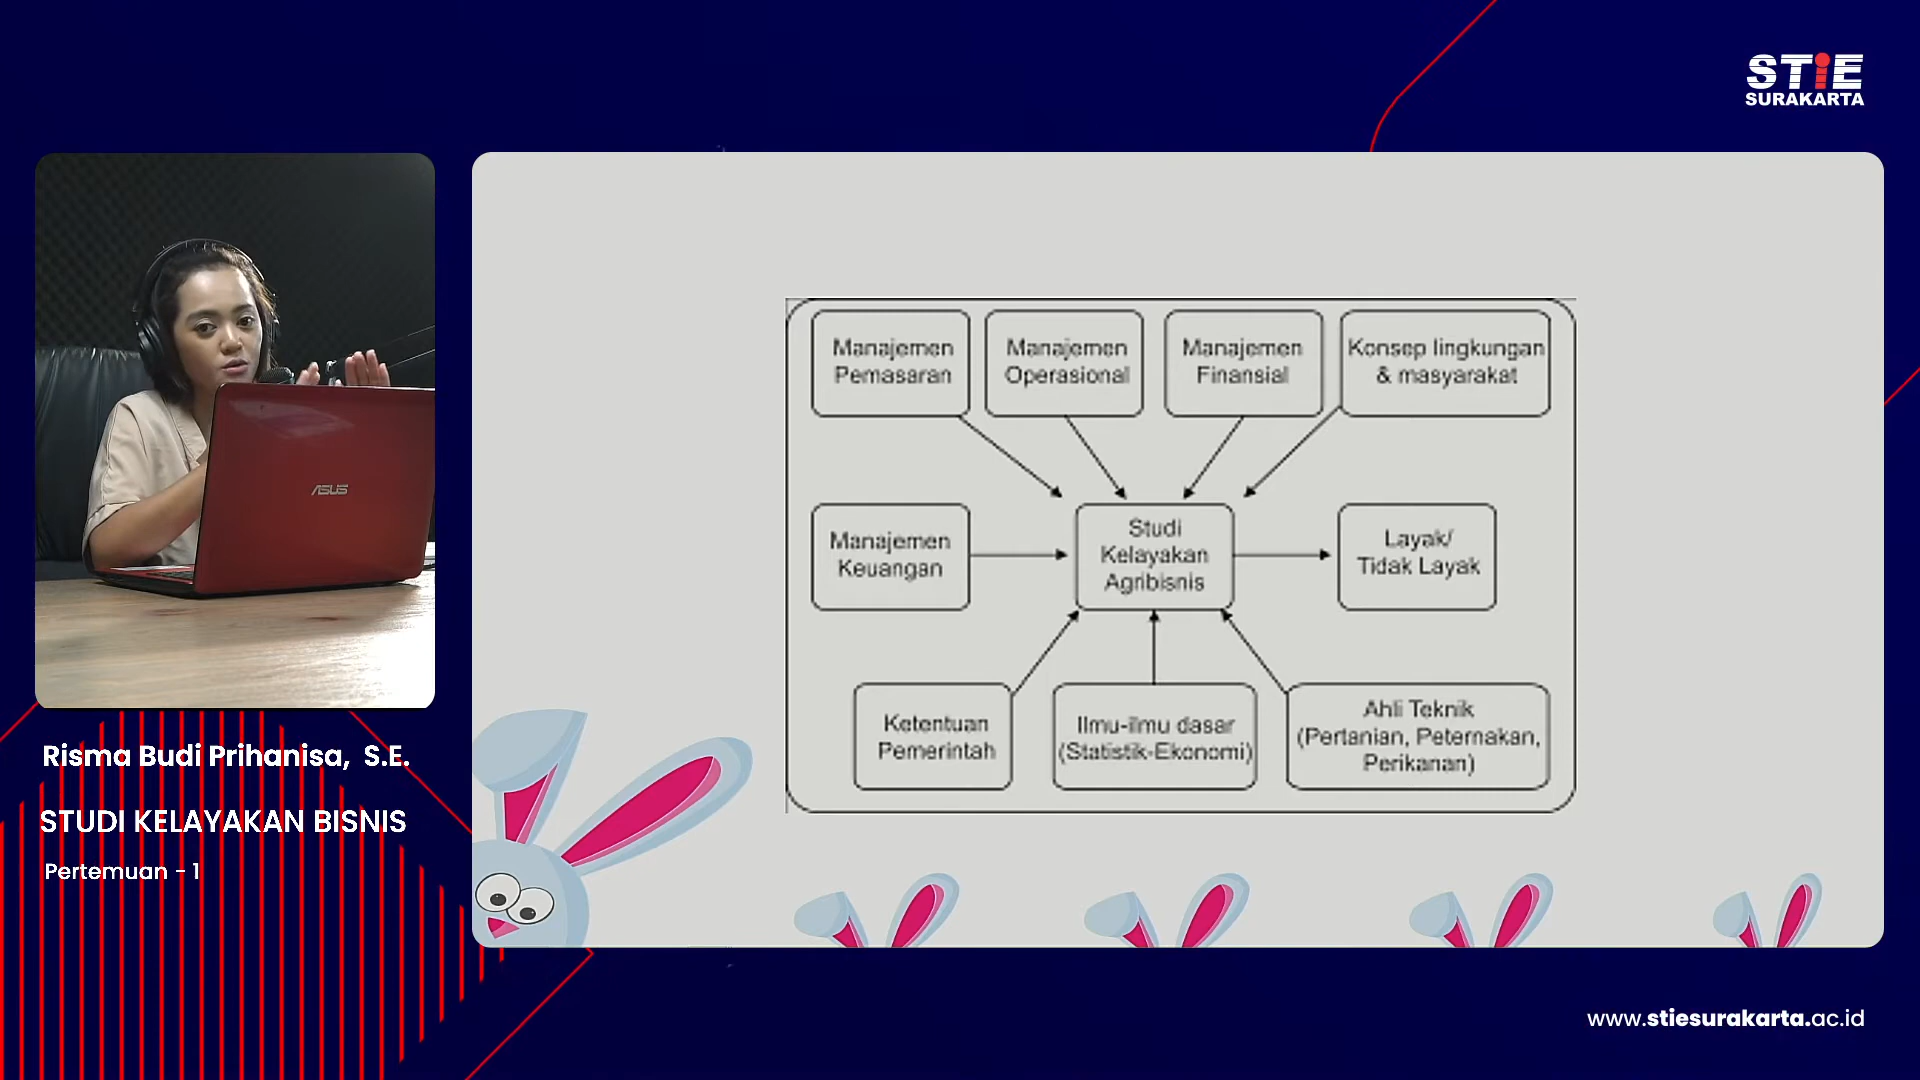 STiE
SURAKARTA
Manajemen
Pemasaran
Manajemen
Operasional
Manajemen
Finansial
Konsep lingkungan
& masyarakat
Manajemen
Keuangan
Studi
Kelayakan
Agribisnis
Layak/
Tidak Layak
Ketentuan
Pemerintah
Ilmu-ilmu dasar
(Statistik-Ekonomi)
Ahli Teknik
(Pertanian, Peternakan,
Perikanan)
ASUS
Risma Budi Prihanisa, S.E.
STUDI KELAYAKAN BISNIS
Pertemuan - 1
www.stiesurakarta.ac.id